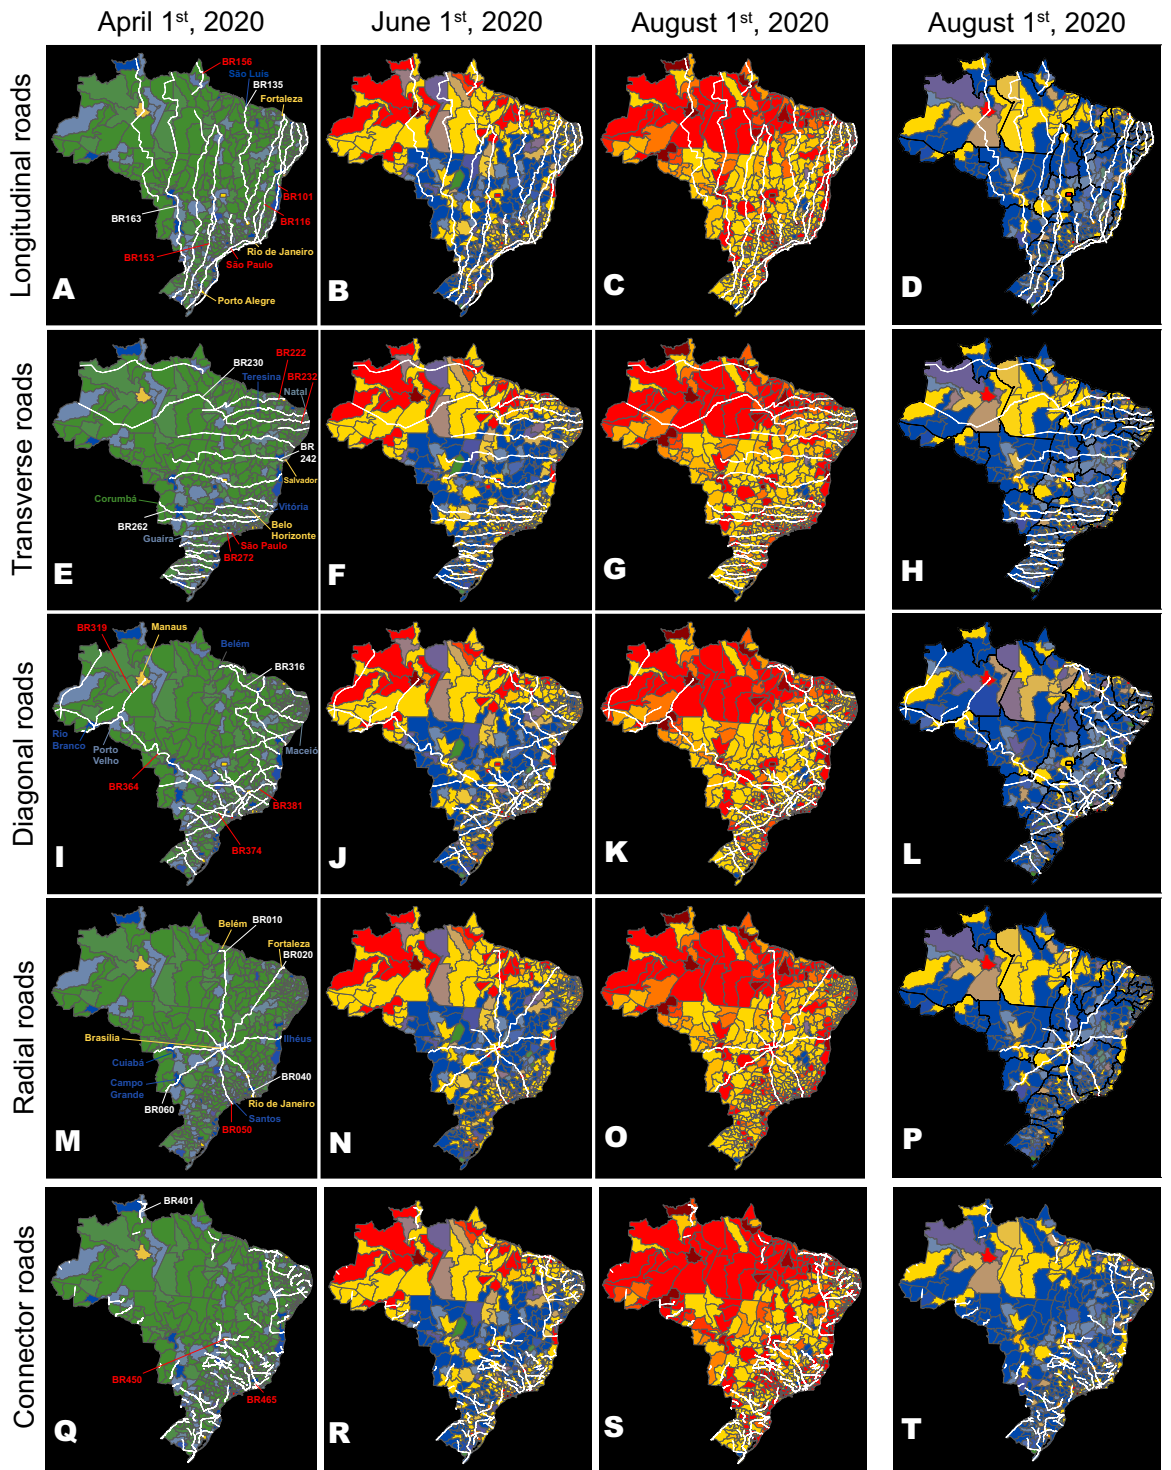 April 1st, 2020
June 1st, 2020
August 1st, 2020
August 1st, 2020
Longitudinal roads
BR156
São Luís
BR135
Fortaleza
BR101
BR116
BR163
BR153
Rio de Janeiro
São Paulo
Porto Alegre
A
B
C
D
Transverse roads
BR230
BR222
Teresina
BR232
Natal
BR
242
Salvador
Corumbá
Vitória
BR262
Belo
Horizonte
Guaíra
São Paulo
BR272
E
F
G
H
Diagonal roads
BR319
Manaus
Belém
BR316
Rio
Branco
Porto
Velho
Maceió
BR364
BR381
BR374
I
J
K
L
Radial roads
Belém
BR010
Fortaleza
BR020
Brasília
Ilhéus
Cuiabá
Campo
Grande
BR040
BR060
Rio de Janeiro
Santos
BR050
M
N
O
P
Connector roads
BR401
BR450
BR465
Q
R
S
T